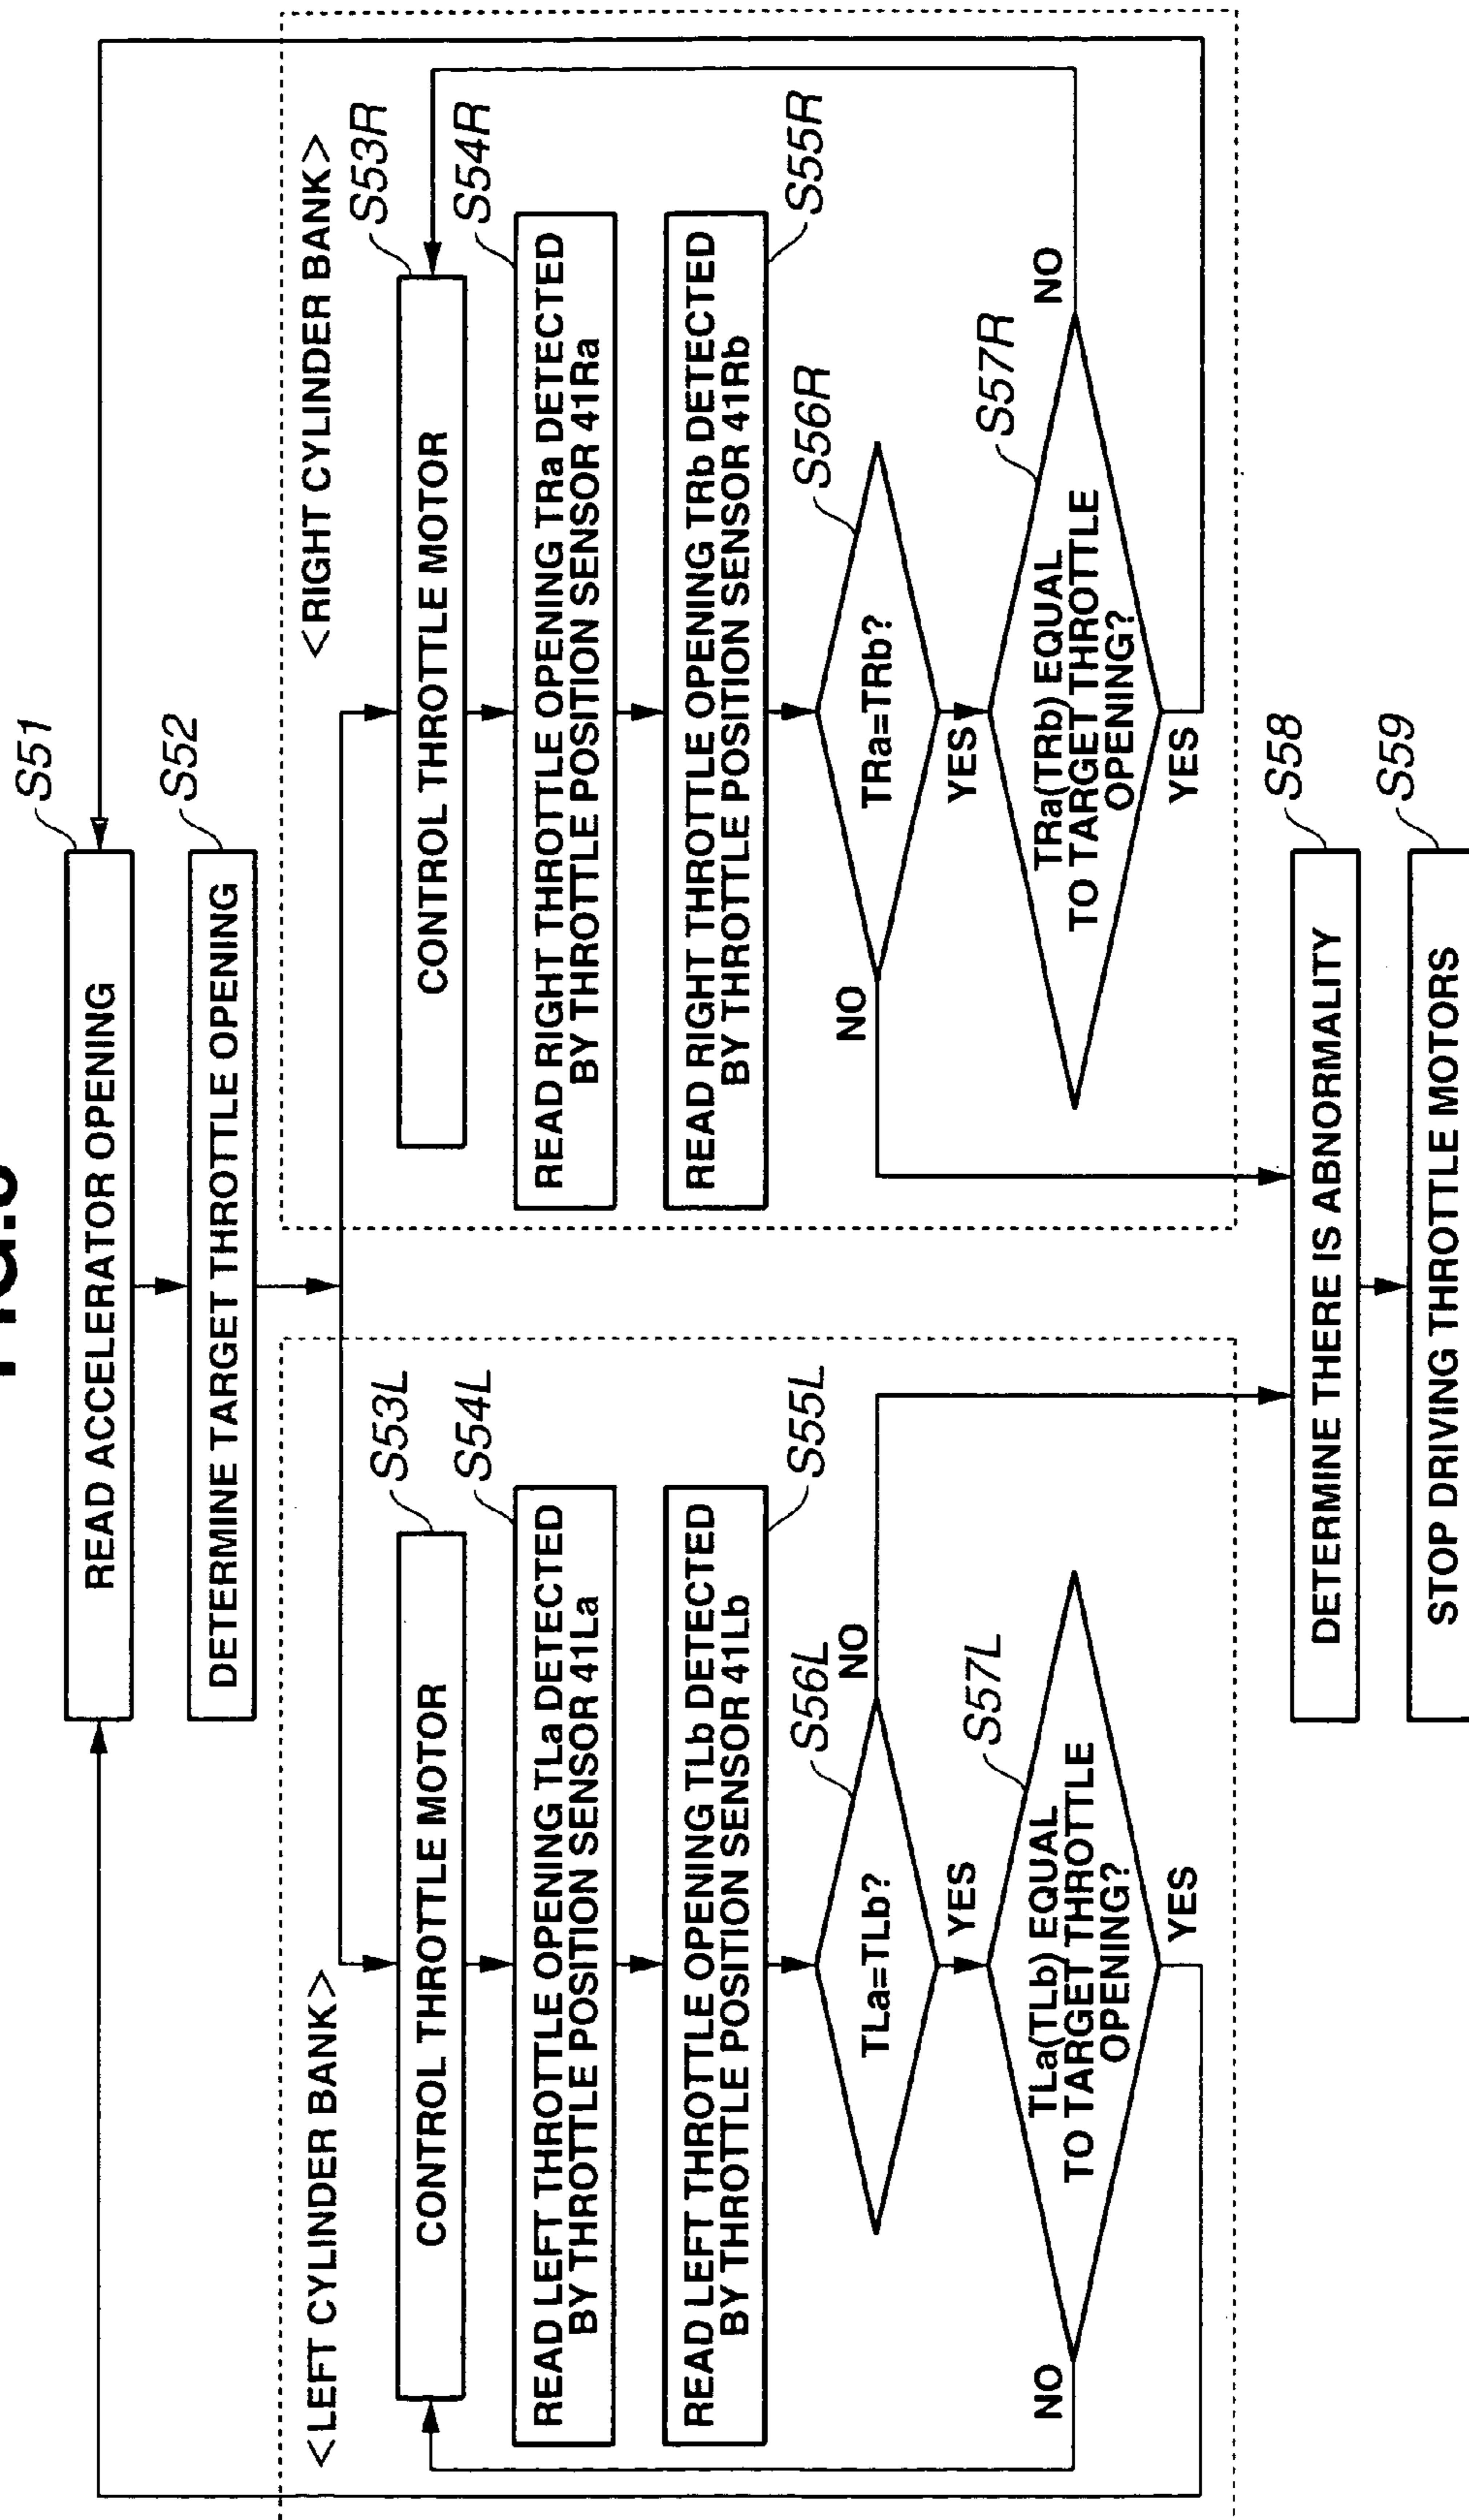 READ ACCELERATOR OPENING
S51
DETERMINE TARGET THROTTLE OPENING
S52
<LEFT CYLINDER BANK>
CONTROL THROTTLE MOTOR
S53L
READ LEFT THROTTLE OPENING TLa DETECTED
BY THROTTLE POSITION SENSOR 41La
S54L
READ LEFT THROTTLE OPENING TLb DETECTED
BY THROTTLE POSITION SENSOR 41Lb
S55L
TLa=TLb?
S56L
NO
YES
TLa(TLb) EQUAL
TO TARGET THROTTLE
OPENING?
S57L
NO
YES
<RIGHT CYLINDER BANK>
CONTROL THROTTLE MOTOR
S53R
READ RIGHT THROTTLE OPENING TRa DETECTED
BY THROTTLE POSITION SENSOR 41Ra
S54R
READ RIGHT THROTTLE OPENING TRb DETECTED
BY THROTTLE POSITION SENSOR 41Rb
S55R
TRa=TRb?
S56R
NO
YES
TRa(TRb) EQUAL
TO TARGET THROTTLE
OPENING?
S57R
NO
YES
DETERMINE THERE IS ABNORMALITY
S58
STOP DRIVING THROTTLE MOTORS
S59